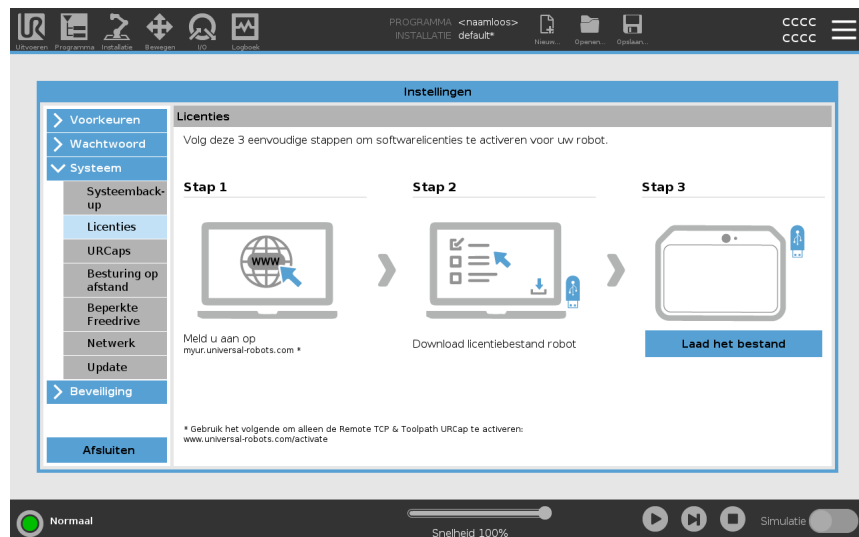 PROGRAMMA <naamloos>
INSTALLATIE default*
Uitvoeren Programma Installatie Bewegen I/O Logboek
Nieuw... Openen... Opslaan...
CCCC
CCCC
Instellingen
Voorkeuren
Wachtwoord
Systeem
Systeemback-
up
Licenties
URCaps
Besturing op
afstand
Beperkte
Freedrive
Netwerk
Update
Beveiliging
Afsluiten
Licenties
Volg deze 3 eenvoudige stappen om softwarelicenties te activeren voor uw robot.
Stap 1
WWW
Meld u aan op
myur.universal-robots.com *
Stap 2
Download licentiebestand robot
Stap 3
Laad het bestand
* Gebruik het volgende om alleen de Remote TCP & Toolpath URCap te activeren:
www.universal-robots.com/activate
Normaal
Snelheid 100%
Simulatie